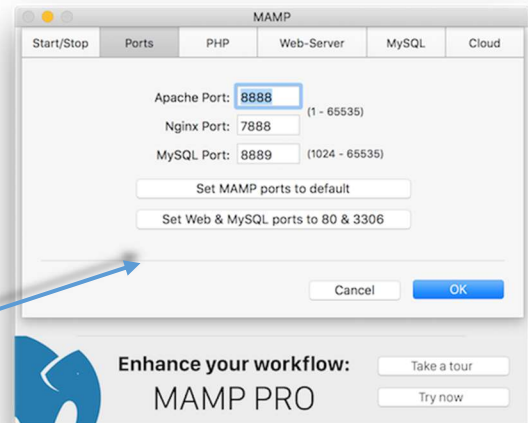 MAMP
Start/Stop Ports PHP Web-Server MySQL Cloud
Apache Port: 8888
(1 - 65535)
Nginx Port: 7888
MySQL Port: 8889 (1024 - 65535)
Set MAMP ports to default
Set Web & MySQL ports to 80 & 3306
Cancel OK
Enhance your workflow: Take a tour
MAMP PRO Try now